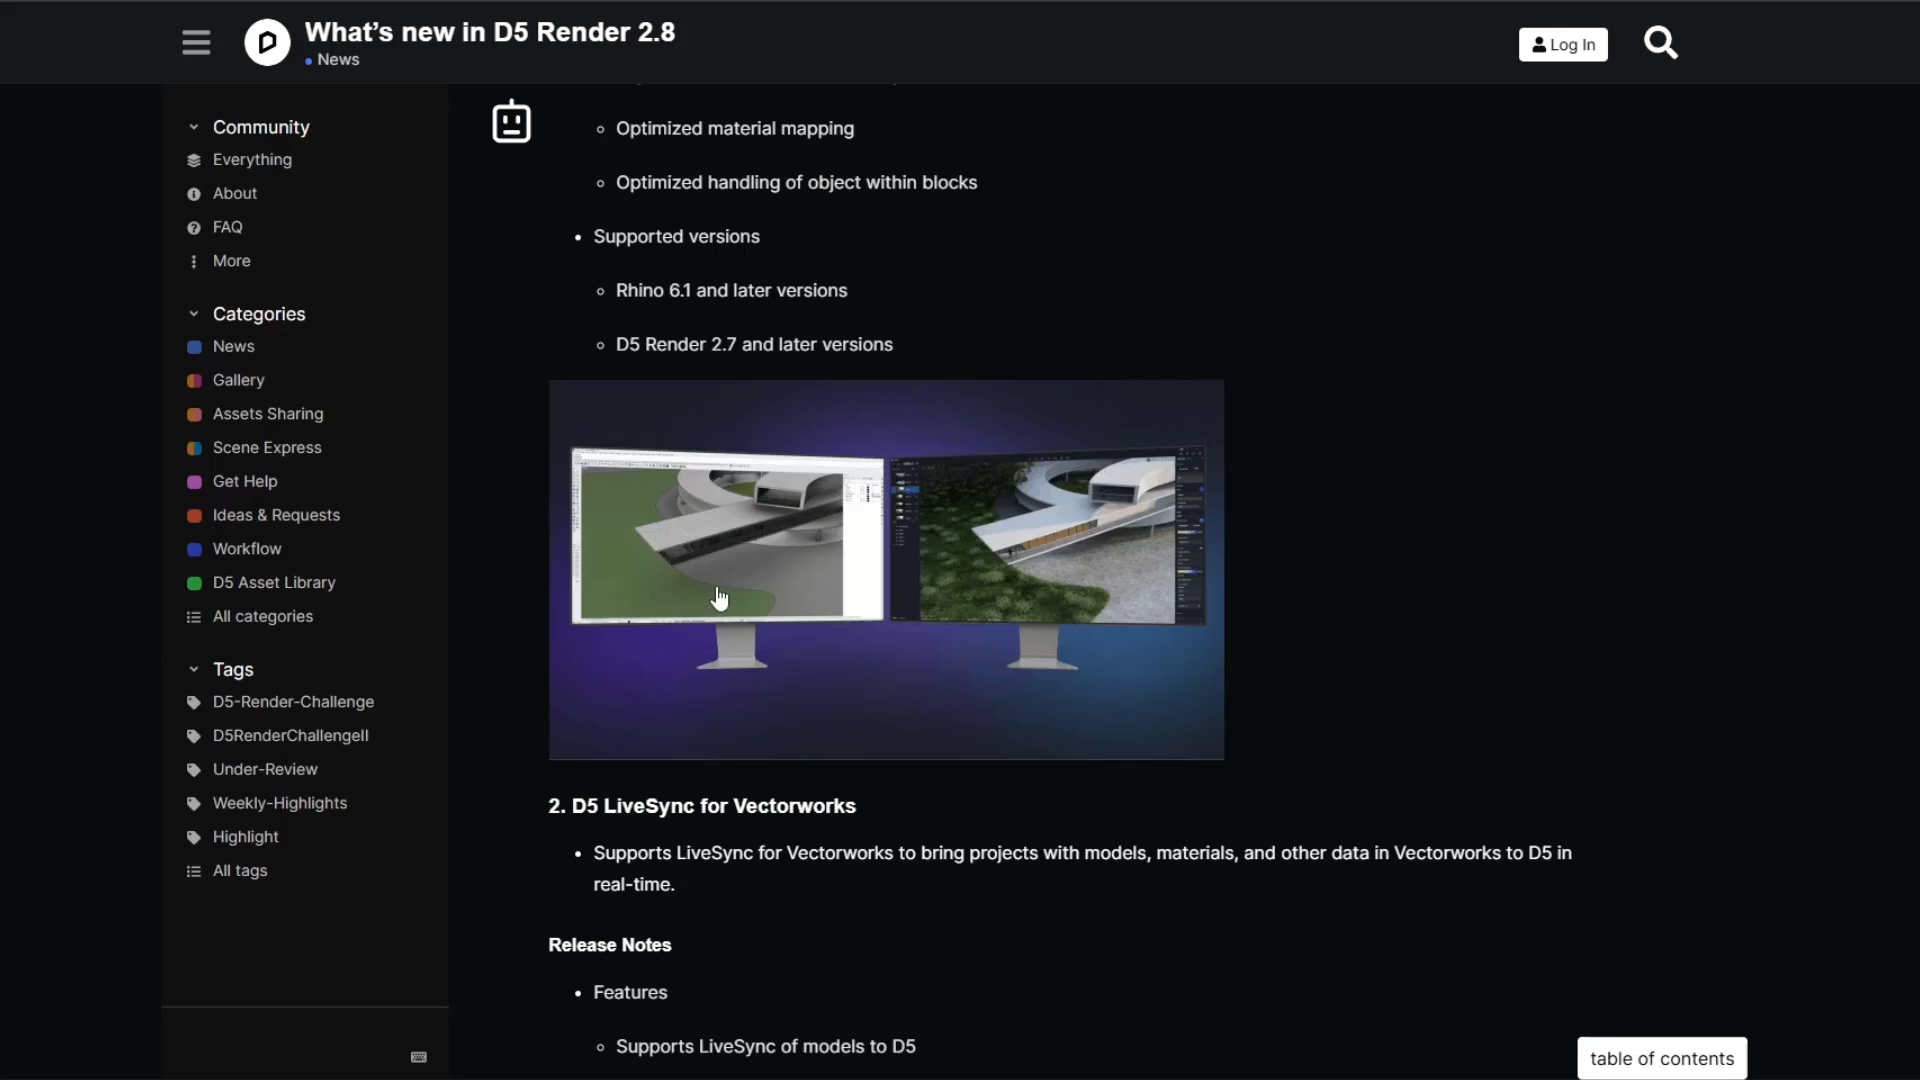 What's new in D5 Render 2.8
News
Log In
Community
Everything
About
FAQ
More
Categories
News
Gallery
Assets Sharing
Scene Express
Get Help
Ideas & Requests
Workflow
D5 Asset Library
All categories
Tags
D5-Render-Challenge
D5RenderChallengeII
Under-Review
Weekly-Highlights
Highlight
All tags
Optimized material mapping
Optimized handling of object within blocks
Supported versions
Rhino 6.1 and later versions
D5 Render 2.7 and later versions
2. D5 LiveSync for Vectorworks
Supports LiveSync for Vectorworks to bring projects with models, materials, and other data in Vectorworks to D5 in
real-time.
Release Notes
Features
Supports LiveSync of models to D5
table of contents